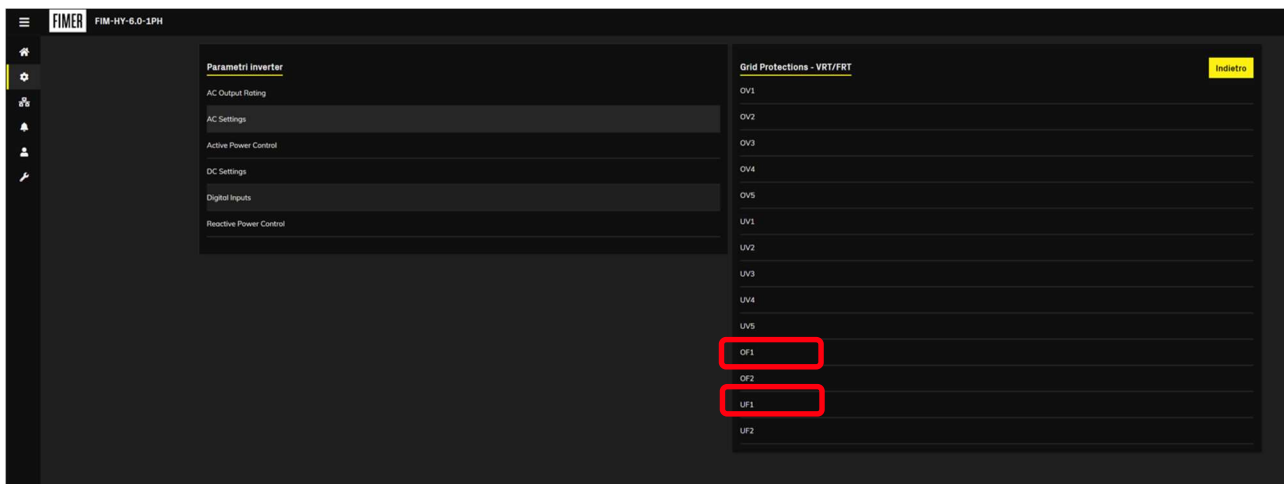 FIMER FIM-HY-6.0-1PH
Parametri inverter
AC Output Rating
AC Settings
Active Power Control
DC Settings
Digital Inputs
Reactive Power Control
Grid Protections - VRT/FRT
Indietro
OV1
OV2
OV3
OV4
OV5
UV1
UV2
UV3
UV4
UV5
OF1
OF2
UF1
UF2